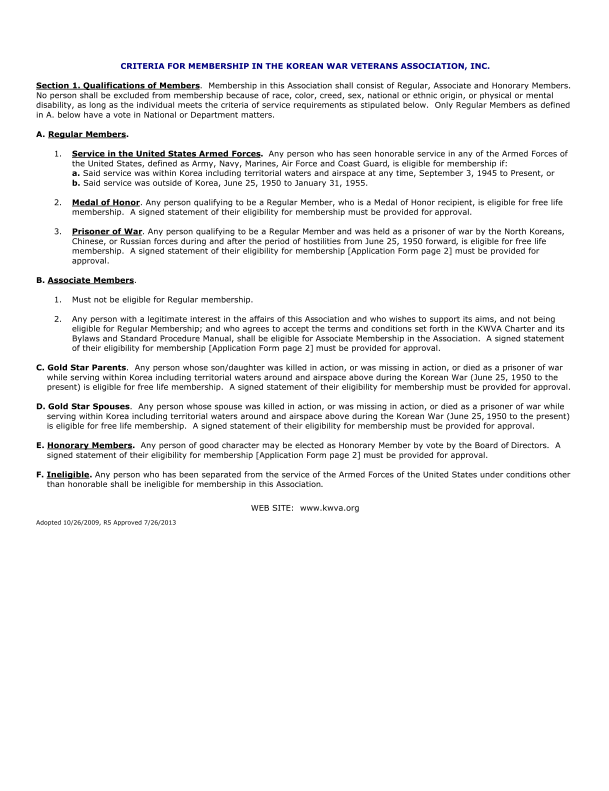 CRITERIA FOR MEMBERSHIP IN THE KOREAN WAR VETERANS ASSOCIATION, INC.
Section 1. Qualifications of Members.  Membership in this Association shall consist of Regular, Associate and Honorary Members.
No person shall be excluded from membership because of race, color, creed, sex, national or ethnic origin, or physical or mental
disability, as long as the individual meets the criteria of service requirements as stipulated below.  Only Regular Members as defined
in A. below have a vote in National or Department matters.
A. Regular Members.
1. Service in the United States Armed Forces.  Any person who has seen honorable service in any of the Armed Forces of
the United States, defined as Army, Navy, Marines, Air Force and Coast Guard, is eligible for membership if:
a. Said service was within Korea including territorial waters and airspace at any time, September 3, 1945 to Present, or
b. Said service was outside of Korea, June 25, 1950 to January 31, 1955.
2. Medal of Honor. Any person qualifying to be a Regular Member, who is a Medal of Honor recipient, is eligible for free life
membership.  A signed statement of their eligibility for membership must be provided for approval.
3. Prisoner of War. Any person qualifying to be a Regular Member and was held as a prisoner of war by the North Koreans,
Chinese, or Russian forces during and after the period of hostilities from June 25, 1950 forward, is eligible for free life
membership.  A signed statement of their eligibility for membership [Application Form page 2] must be provided for
approval.
B. Associate Members.
1. Must not be eligible for Regular membership.
2. Any person with a legitimate interest in the affairs of this Association and who wishes to support its aims, and not being
eligible for Regular Membership; and who agrees to accept the terms and conditions set forth in the KWVA Charter and its
Bylaws and Standard Procedure Manual, shall be eligible for Associate Membership in the Association.  A signed statement
of their eligibility for membership [Application Form page 2] must be provided for approval.
C. Gold Star Parents.  Any person whose son/daughter was killed in action, or was missing in action, or died as a prisoner of war
while serving within Korea including territorial waters around and airspace above during the Korean War (June 25, 1950 to the
present) is eligible for free life membership.  A signed statement of their eligibility for membership must be provided for approval.
D. Gold Star Spouses.  Any person whose spouse was killed in action, or was missing in action, or died as a prisoner of war while
serving within Korea including territorial waters around and airspace above during the Korean War (June 25, 1950 to the present)
is eligible for free life membership.  A signed statement of their eligibility for membership must be provided for approval.
E. Honorary Members.  Any person of good character may be elected as Honorary Member by vote by the Board of Directors.  A
signed statement of their eligibility for membership [Application Form page 2] must be provided for approval.
F. Ineligible. Any person who has been separated from the service of the Armed Forces of the United States under conditions other
than honorable shall be ineligible for membership in this Association.
WEB SITE:  www.kwva.org
Adopted 10/26/2009, R5 Approved 7/26/2013